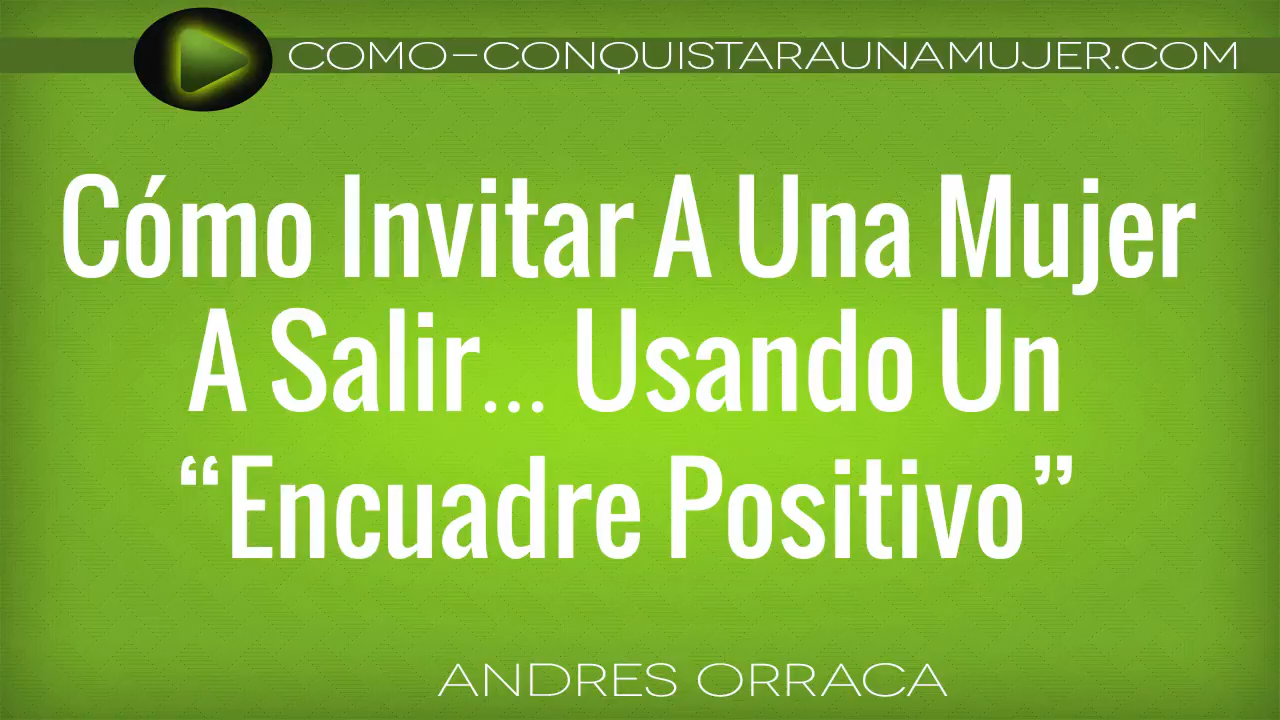 COMO-CONQUISTARAUNAMUJER.COM
Cómo Invitar A Una Mujer
A Salir... Usando Un
“Encuadre Positivo”
ANDRES ORRACA